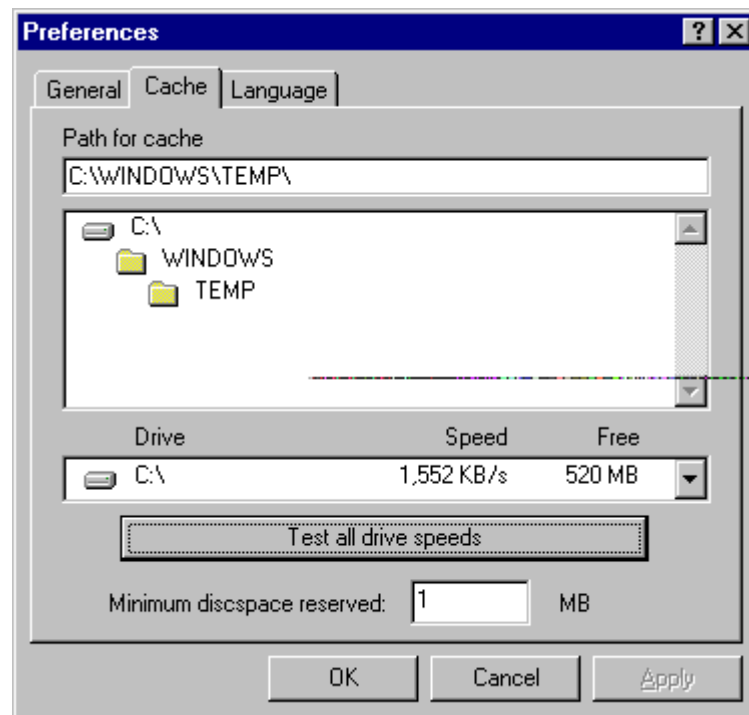 Preferences
General Cache Language
Path for cache
C:\WINDOWS\TEMP\
C:\
WINDOWS
TEMP
Drive Speed Free
C:\ 1,552 KB/s 520 MB
Test all drive speeds
Minimum discspace reserved: 1 MB
OK Cancel Apply